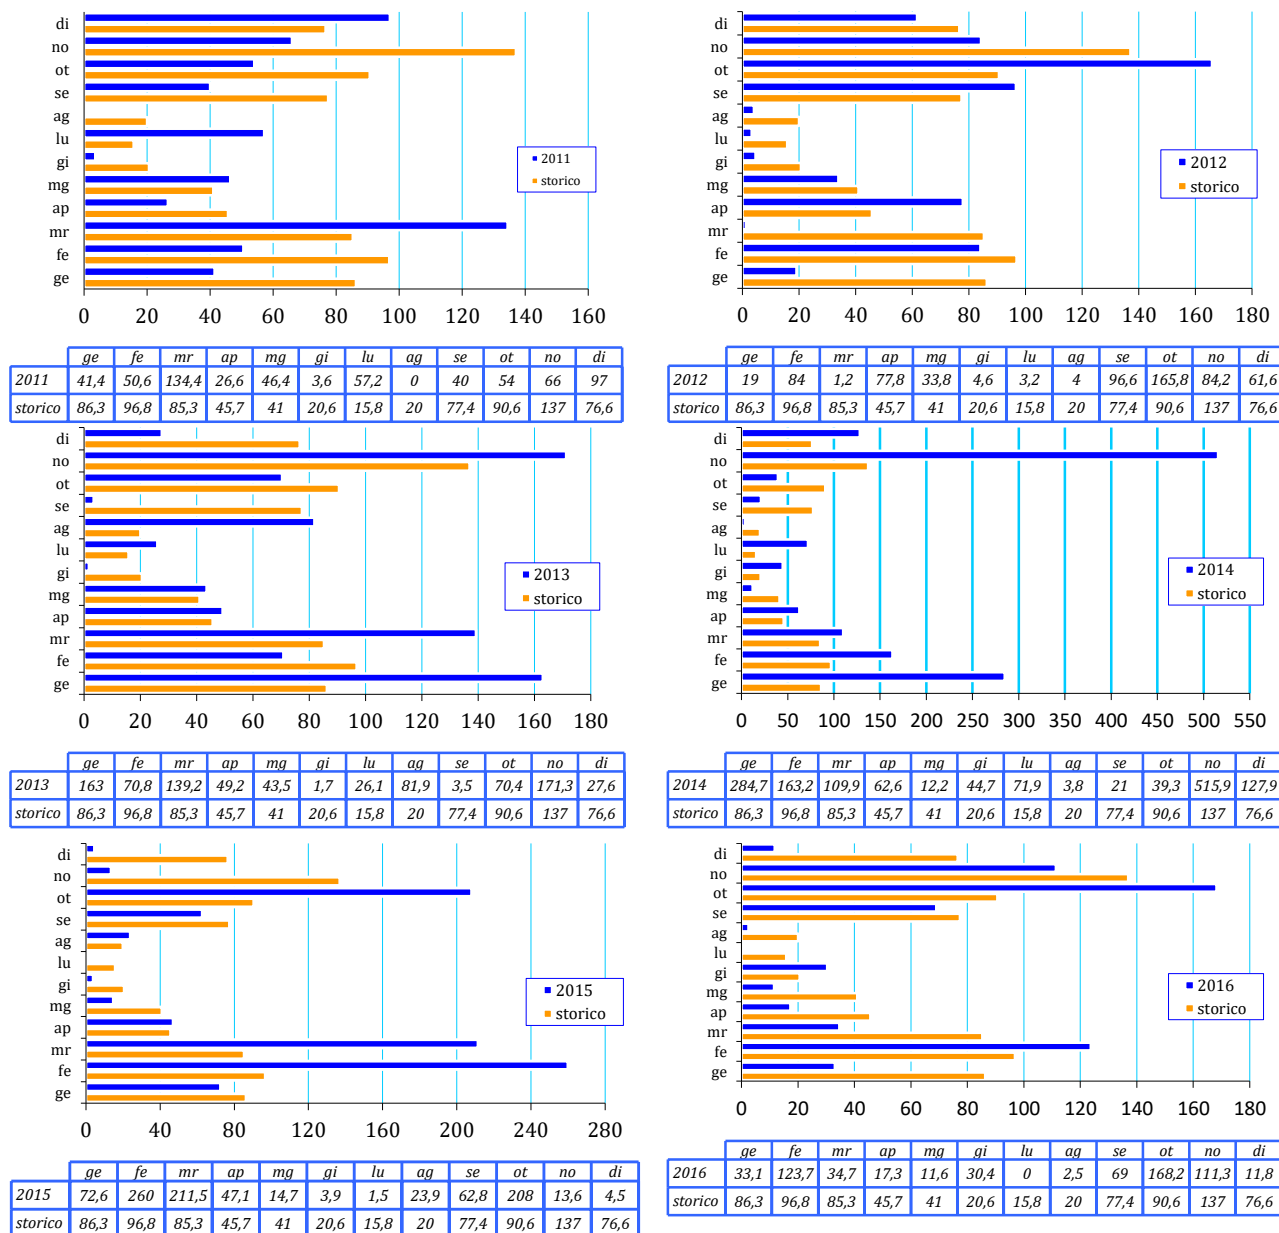 di
no
ot
se
ag
lu
gi
mg
ap
mr
fe
ge
2011
storico
0 20 40 60 80 100 120 140 160
ge fe mr ap mg gi lu ag se ot no di
2011 41,4 50,6 134,4 26,6 46,4 3,6 57,2 0 40 54 66 97
storico 86,3 96,8 85,3 45,7 41 20,6 15,8 20 77,4 90,6 137 76,6
di
no
ot
se
ag
lu
gi
mg
ap
mr
fe
ge
2012
storico
0 20 40 60 80 100 120 140 160 180
ge fe mr ap mg gi lu ag se ot no di
2012 19 84 1,2 77,8 33,8 4,6 3,2 4 96,6 165,8 84,2 61,6
storico 86,3 96,8 85,3 45,7 41 20,6 15,8 20 77,4 90,6 137 76,6
di
no
ot
se
ag
lu
gi
mg
ap
mr
fe
ge
2013
storico
0 20 40 60 80 100 120 140 160 180
ge fe mr ap mg gi lu ag se ot no di
2013 163 70,8 139,2 49,2 43,5 1,7 26,1 81,9 3,5 70,4 171,3 27,6
storico 86,3 96,8 85,3 45,7 41 20,6 15,8 20 77,4 90,6 137 76,6
di
no
ot
se
ag
lu
gi
mg
ap
mr
fe
ge
2014
storico
0 50 100 150 200 250 300 350 400 450 500 550
ge fe mr ap mg gi lu ag se ot no di
2014 284,7 163,2 109,9 62,6 12,2 44,7 71,9 3,8 21 39,3 515,9 127,9
storico 86,3 96,8 85,3 45,7 41 20,6 15,8 20 77,4 90,6 137 76,6
di
no
ot
se
ag
lu
gi
mg
ap
mr
fe
ge
2015
storico
0 40 80 120 160 200 240 280
ge fe mr ap mg gi lu ag se ot no di
2015 72,6 260 211,5 47,1 14,7 3,9 1,5 23,9 62,8 208 13,6 4,5
storico 86,3 96,8 85,3 45,7 41 20,6 15,8 20 77,4 90,6 137 76,6
di
no
ot
se
ag
lu
gi
mg
ap
mr
fe
ge
2016
storico
0 20 40 60 80 100 120 140 160 180
ge fe mr ap mg gi lu ag se ot no di
2016 33,1 123,7 34,7 17,3 11,6 30,4 0 2,5 69 168,2 111,3 11,8
storico 86,3 96,8 85,3 45,7 41 20,6 15,8 20 77,4 90,6 137 76,6